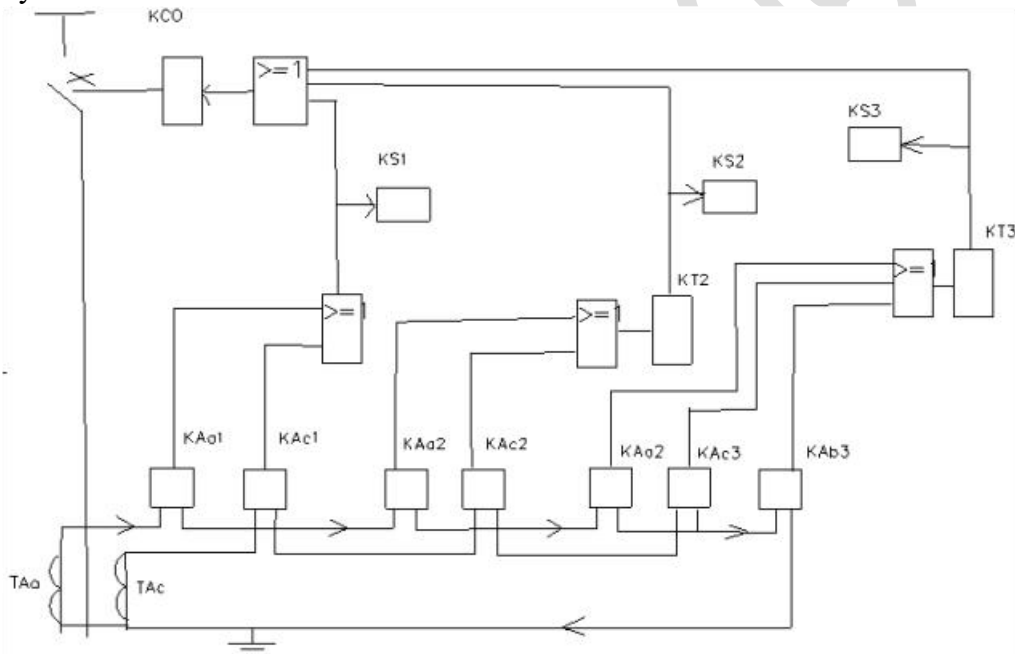 KCO
>=1
KS3
KS1
KS2
KT3
>=1
KT2
>=1
>=1
KAa1
KAc1
KAa2
KAc2
KAa2
KAc3
KAb3
TAa
TAc